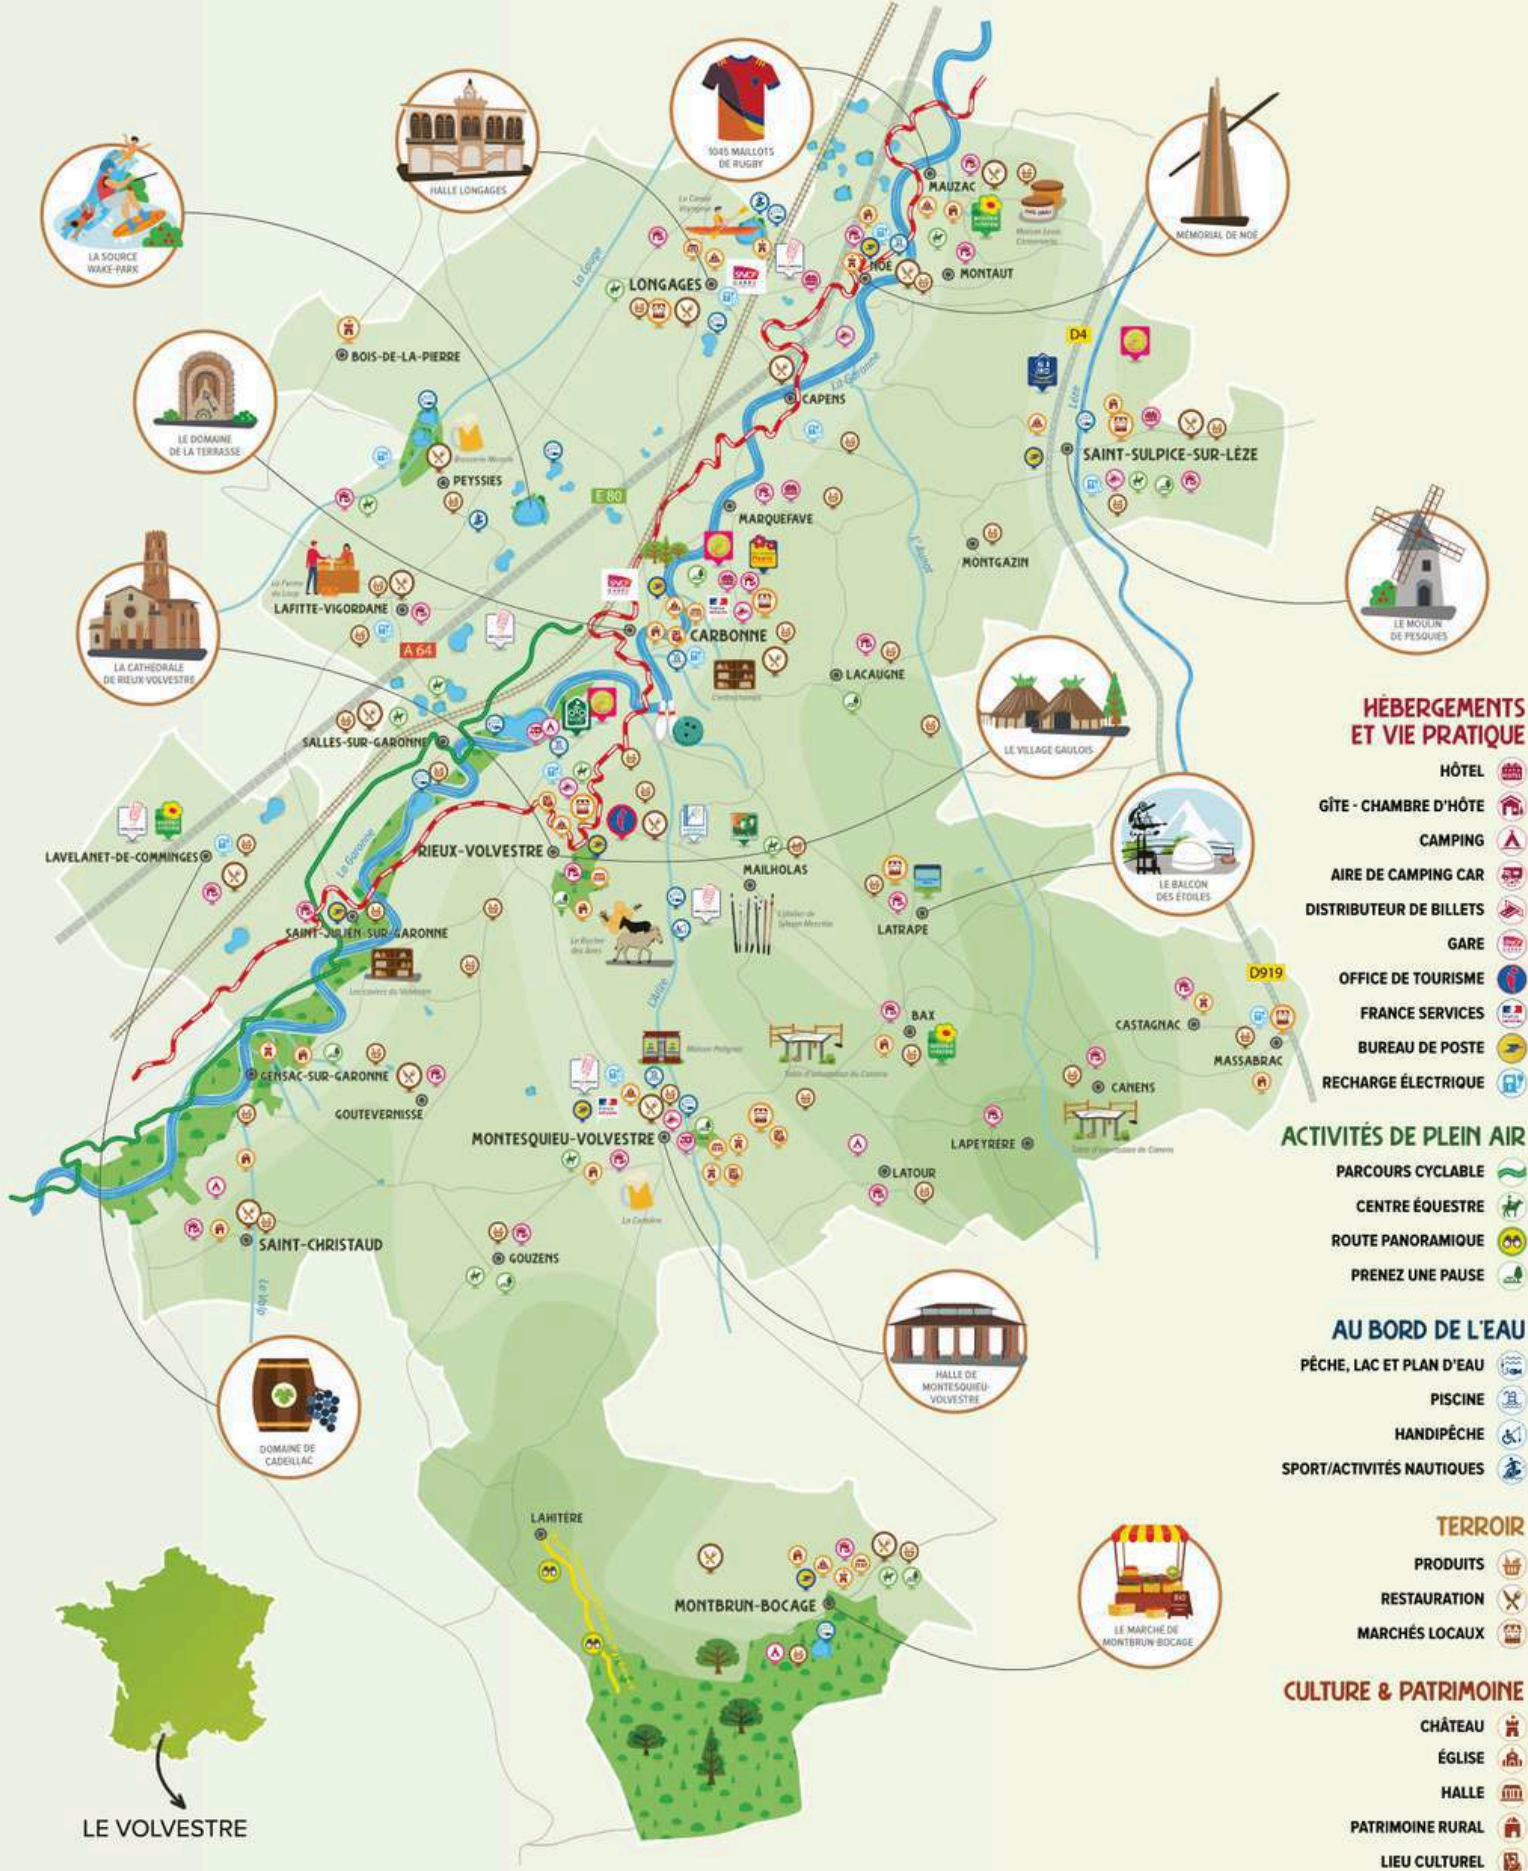 1045 MAILLOTS
DE RUGBY
HALLE LONGAGES
LA SOURCE
WAKE-PARK
MÉMORIAL DE NOÉ
MAUZAC
NOÉ
MONTAUT
LONGAGES
La Louge
BOIS-DE-LA-PIERRE
D4
Lèze
La Garonne
CAPENS
LE DOMAINE
DE LA TERRASSE
PEYSSIES
SAINT-SULPICE-SUR-LÈZE
E 80
MARQUEFAVE
MONTGAZIN
LE MOULIN
DE PESQUIÈS
LAFITTE-VIGORDANE
CARBONNE
A 64
LA CATHÉDRALE
DE RIEUX-VOLVESTRE
LACAUGNE
LE VILLAGE GAULOIS
SALLES-SUR-GARONNE
LAVELANET-DE-COMMINGES
La Garonne
RIEUX-VOLVESTRE
MAILHOLAS
LE BALCON
DES ÉTOILES
LATRAPE
SAINT-JULIEN-SUR-GARONNE
L'Arize
D919
BAX
CASTAGNAC
MASSABRAC
CANENS
GENSAC-SUR-GARONNE
GOUTEVERNISSE
MONTESQUIEU-VOLVESTRE
LAPEYRÈRE
LATOUR
SAINT-CHRISTAUD
GOUZENS
Le Volp
HALLE DE
MONTESQUIEU-
VOLVESTRE
DOMAINE DE
CADEILLAC
LAHITÈRE
MONTBRUN-BOCAGE
LE MARCHÉ DE
MONTBRUN-BOCAGE
LE VOLVESTRE
HÉBERGEMENTS
ET VIE PRATIQUE
HÔTEL
GÎTE - CHAMBRE D'HÔTE
CAMPING
AIRE DE CAMPING CAR
DISTRIBUTEUR DE BILLETS
GARE
OFFICE DE TOURISME
FRANCE SERVICES
BUREAU DE POSTE
RECHARGE ÉLECTRIQUE
ACTIVITÉS DE PLEIN AIR
PARCOURS CYCLABLE
CENTRE ÉQUESTRE
ROUTE PANORAMIQUE
PRENEZ UNE PAUSE
AU BORD DE L'EAU
PÊCHE, LAC ET PLAN D'EAU
PISCINE
HANDIPÊCHE
SPORT/ACTIVITÉS NAUTIQUES
TERROIR
PRODUITS
RESTAURATION
MARCHÉS LOCAUX
CULTURE & PATRIMOINE
CHÂTEAU
ÉGLISE
HALLE
PATRIMOINE RURAL
LIEU CULTUREL